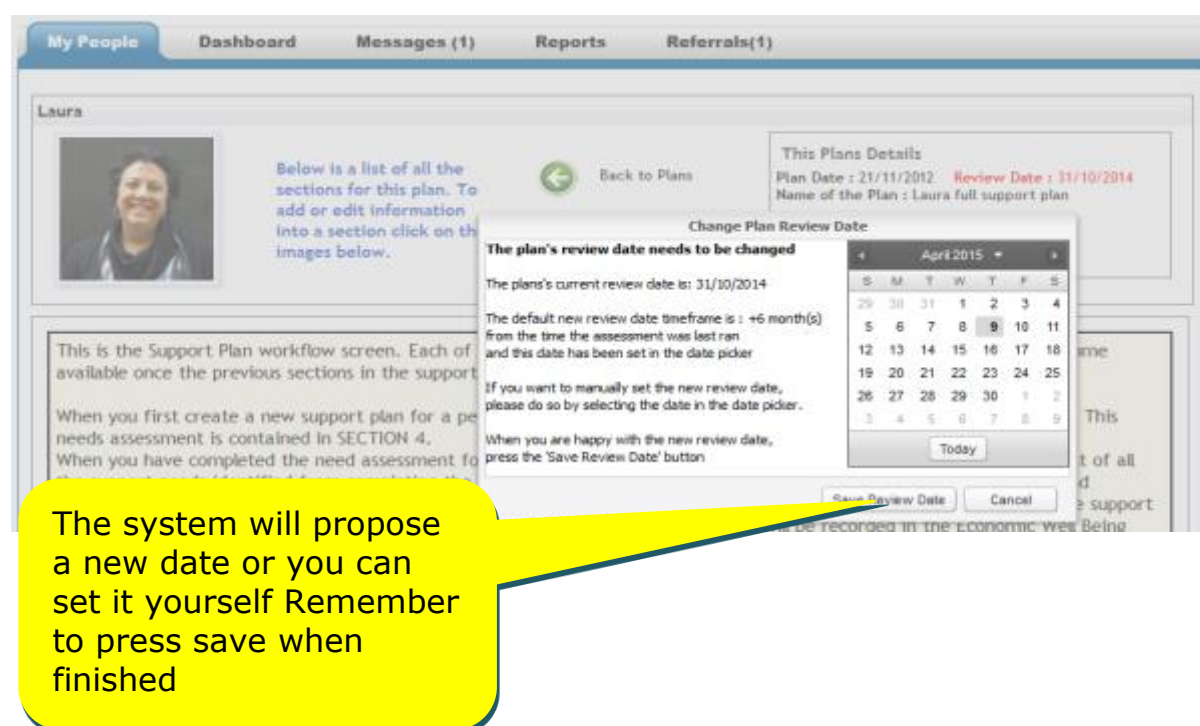 My People Dashboard Messages (1) Reports Referrals(1)
Laura
Below is a list of all the
sections for this plan. To
add or edit information
into a section click on th
images below.
Back to Plans
This Plans Details
Plan Date : 21/11/2012 Review Date : 31/10/2014
Name of the Plan : Laura full support plan
Change Plan Review Date
The plan's review date needs to be changed
The plans's current review date is: 31/10/2014
The default new review date timeframe is : +6 month(s)
from the time the assessment was last ran
and this date has been set in the date picker
If you want to manually set the new review date,
please do so by selecting the date in the date picker.
When you are happy with the new review date,
press the 'Save Review Date' button
April 2015
S M T W T F S
29 30 31 1 2 3 4
5 6 7 8 9 10 11
12 13 14 15 16 17 18
19 20 21 22 23 24 25
26 27 28 29 30 1 2
3 4 5 6 7 8 9
Today
Save Review Date Cancel
This is the Support Plan workflow screen. Each of
available once the previous sections in the support
When you first create a new support plan for a pe This
needs assessment is contained in SECTION 4.
When you have completed the need assessment fo t of all
e support
be recorded in the Economic Well Being
The system will propose
a new date or you can
set it yourself Remember
to press save when
finished